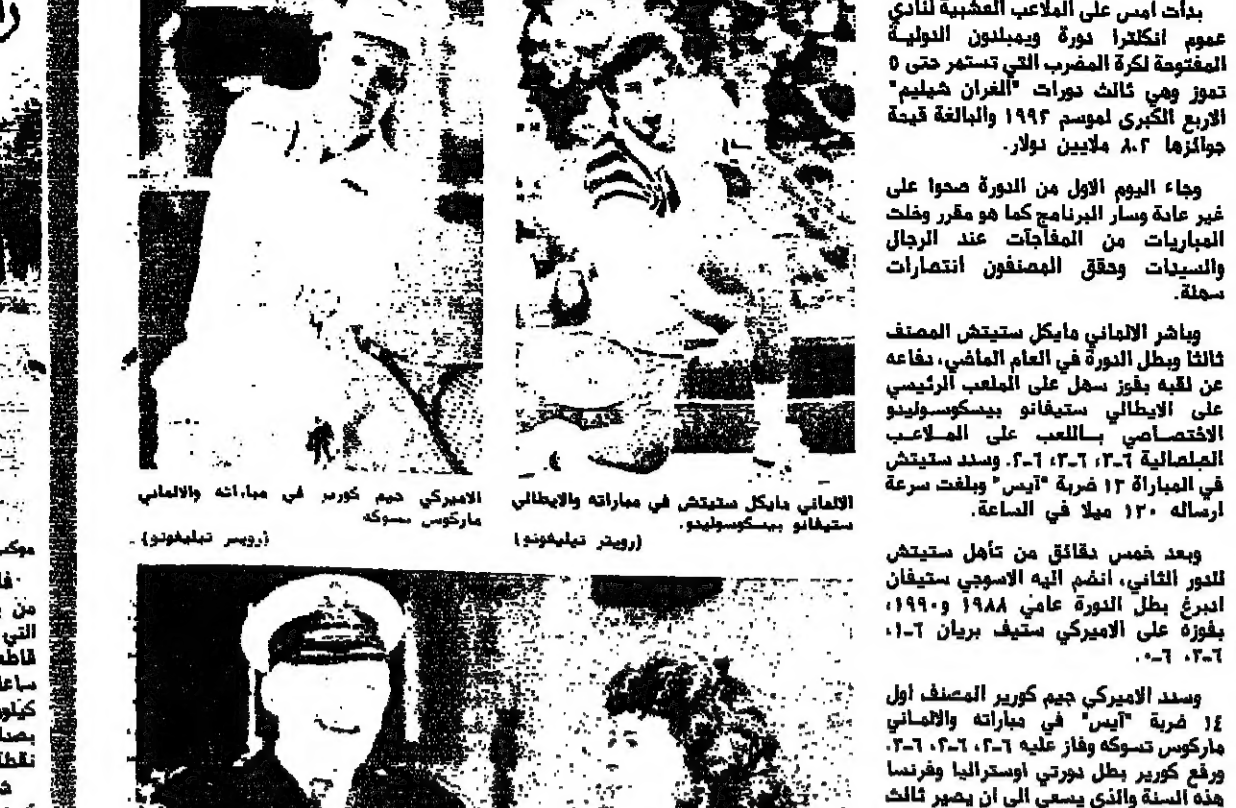 بدأت امس على الملاعب العشبية لنادي
عموم انكلترا دورة ويمبلدون الدولية
المفتوحة لكرة المضرب التي تستمر حتى ٥
تموز وهي ثالث دورات "الغران شيليم"
الاربع الكبرى لموسم ١٩٩٢ والبالغة قيمة
جوائزها ٨،٢ ملايين دولار.
وجاء اليوم الاول من الدورة صحوا على
غير عادة وسار البرنامج كما هو مقرر وخلت
المباريات من المفاجآت عند الرجال
والسيدات وحقق المصنفون انتصارات
سهلة.
وباشر الالماني مايكل ستيتش المصنف
ثالثا وبطل الدورة في العام الماضي، دفاعه
عن لقبه بفوز سهل على الملعب الرئيسي
على الايطالي ستيفانو بيسكوسوليدو
الاختصاصي باللعب على الملاعب
الصلصالية ٦-٣، ٦-٣، ٦-٢. وسدد ستيتش
في المباراة ١٣ ضربة "آيس" وبلغت سرعة
ارساله ١٢٠ ميلا في الساعة.
وبعد خمس دقائق من تأهل ستيتش
للدور الثاني، انضم اليه الاسوجي ستيفان
ادبرغ بطل الدورة عامي ١٩٨٨ و١٩٩٠،
بفوزه على الاميركي ستيف بريان ٦-١،
٦-٣، ٦-٠.
وسدد الاميركي جيم كورير المصنف اول
١٤ ضربة "آيس" في مباراته والالماني
ماركوس تسوكه وفاز عليه ٦-٢، ٦-٢، ٦-٣.
ورفع كورير بطل دورتي اوستراليا وفرنسا
هذه السنة والذي يسعى الى ان يصير ثالث
الالماني مايكل ستيتش في مباراته والايطالي
ستيفانو بيسكوسوليدو.
(رويتر تيليفوتو)
الاميركي جيم كورير في مباراته والالماني
ماركوس تسوكه
(رويتر تيليفوتو)
موكب
من
التي
نقطة